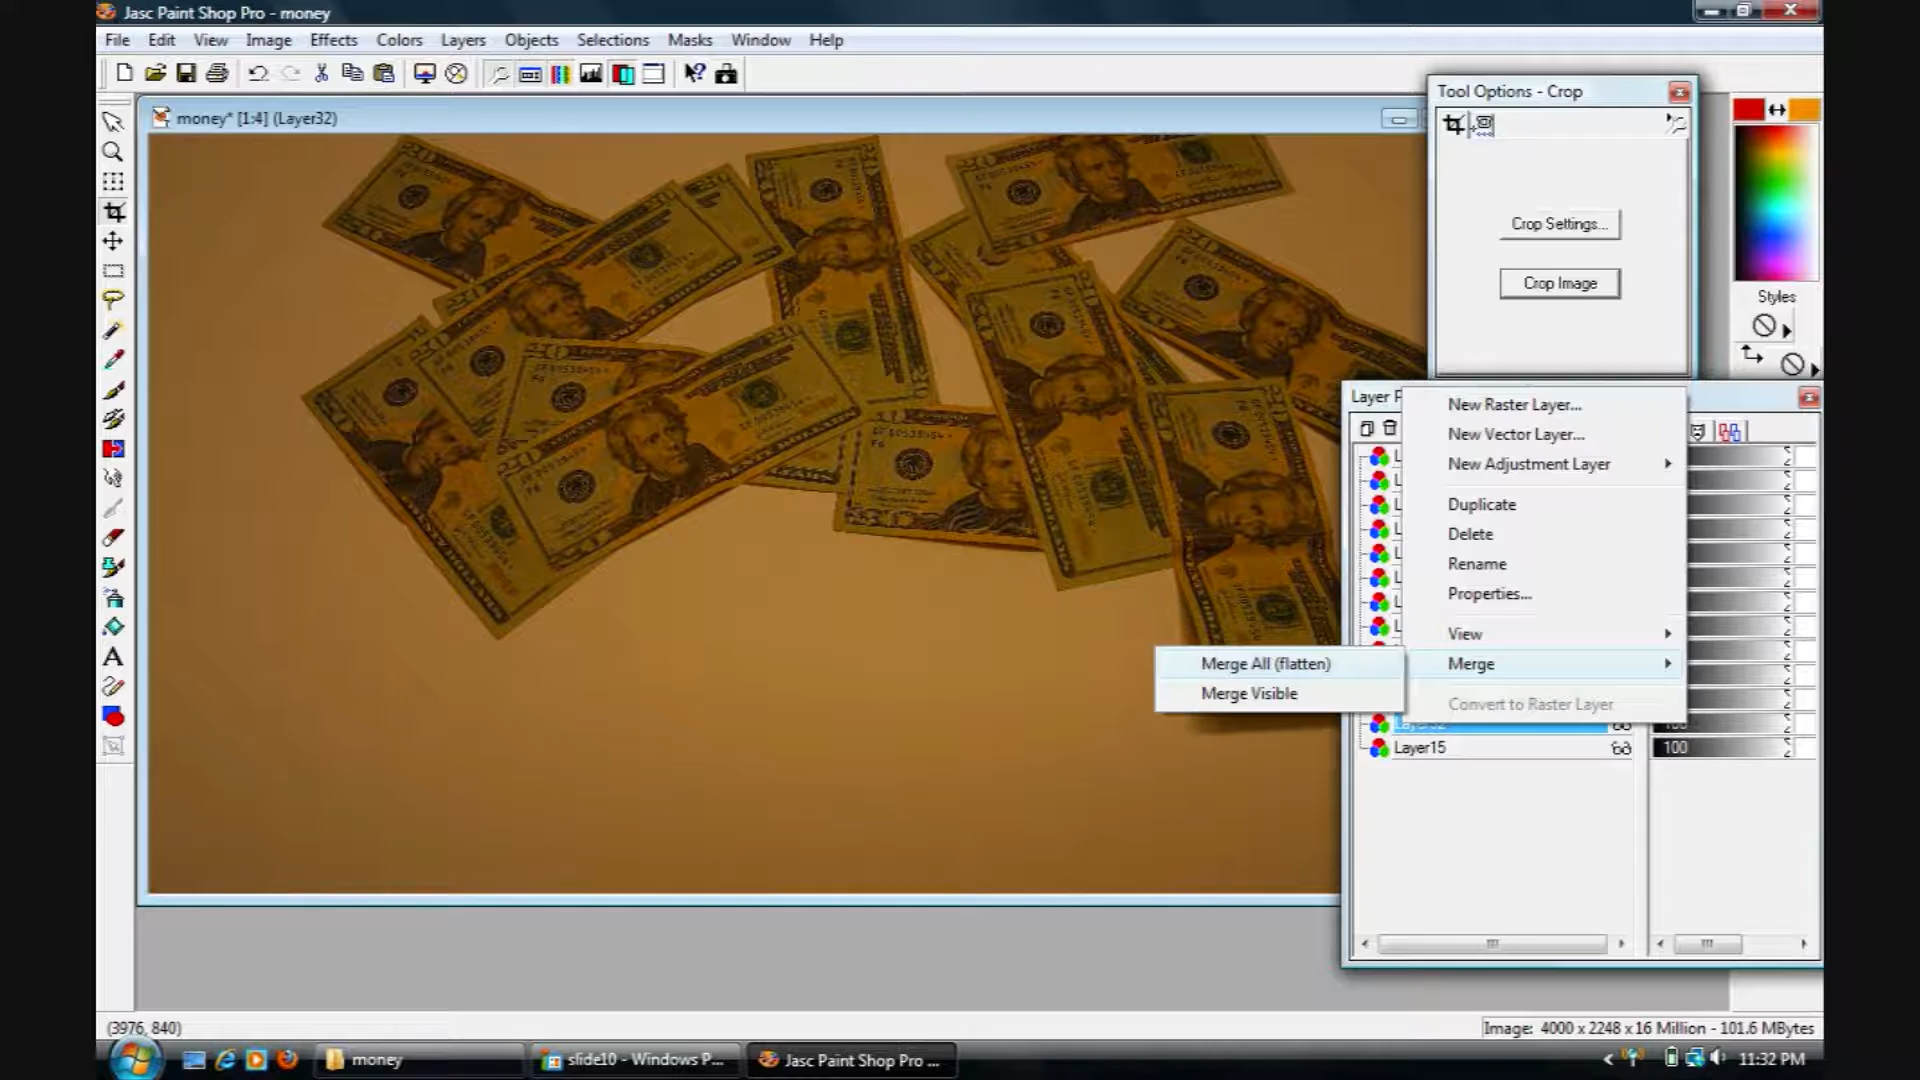 Jasc Paint Shop Pro - money
File Edit View Image Effects Colors Layers Objects Selections Masks Window Help
Tool Options - Crop
money* [1:4] (Layer32)
Crop Settings...
Crop Image
Styles
Layer P
New Raster Layer...
New Vector Layer...
New Adjustment Layer
Duplicate
Delete
Rename
Properties...
View
Merge
Merge All (flatten)
Merge Visible
Convert to Raster Layer
Layer32 100
Layer15 100
(3976, 840)
Image: 4000 x 2248 x 16 Million - 101.6 MBytes
money
slide10 - Windows P...
Jasc Paint Shop Pro ...
11:32 PM